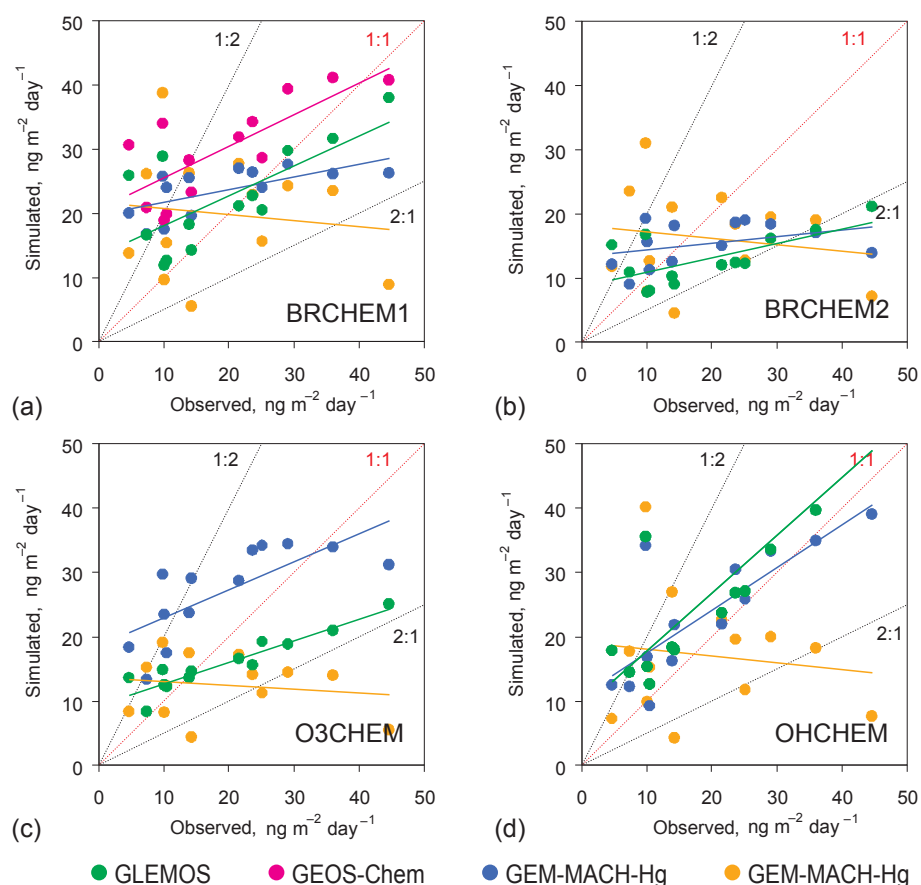 50
40
30
20
10
0
Simulated, ng m⁻² day⁻¹
1:2
1:1
2:1
BRCHEM1
0 10 20 30 40 50
(a) Observed, ng m⁻² day⁻¹
50
40
30
20
10
0
Simulated, ng m⁻² day⁻¹
1:2
1:1
2:1
BRCHEM2
0 10 20 30 40 50
(b) Observed, ng m⁻² day⁻¹
50
40
30
20
10
0
Simulated, ng m⁻² day⁻¹
1:2
1:1
2:1
O3CHEM
0 10 20 30 40 50
(c) Observed, ng m⁻² day⁻¹
50
40
30
20
10
0
Simulated, ng m⁻² day⁻¹
1:2
1:1
2:1
OHCHEM
0 10 20 30 40 50
(d) Observed, ng m⁻² day⁻¹
GLEMOS GEOS-Chem GEM-MACH-Hg GEM-MACH-Hg